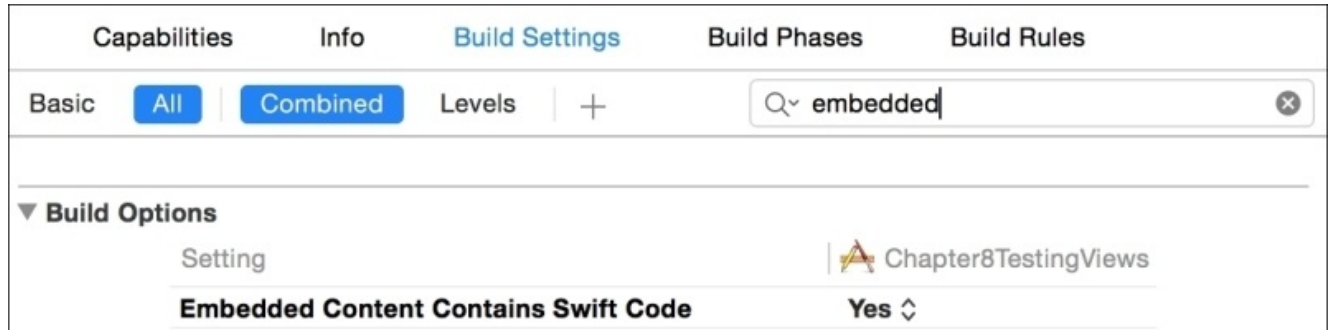 Capabilities Info Build Settings Build Phases Build Rules
Basic All Combined Levels + embedded
Build Options
Setting Chapter8TestingViews
Embedded Content Contains Swift Code Yes